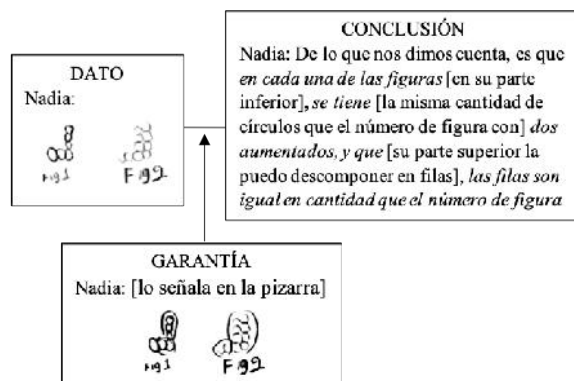 DATO
Nadia:
Fig 1
Fig 2
CONCLUSIÓN
Nadia: De lo que nos dimos cuenta, es que
en cada una de las figuras [en su parte
inferior], se tiene [la misma cantidad de
círculos que el número de figura con] dos
aumentados, y que [su parte superior la
puedo descomponer en filas], las filas son
igual en cantidad que el número de figura
GARANTÍA
Nadia: [lo señala en la pizarra]
Fig 1
Fig 2